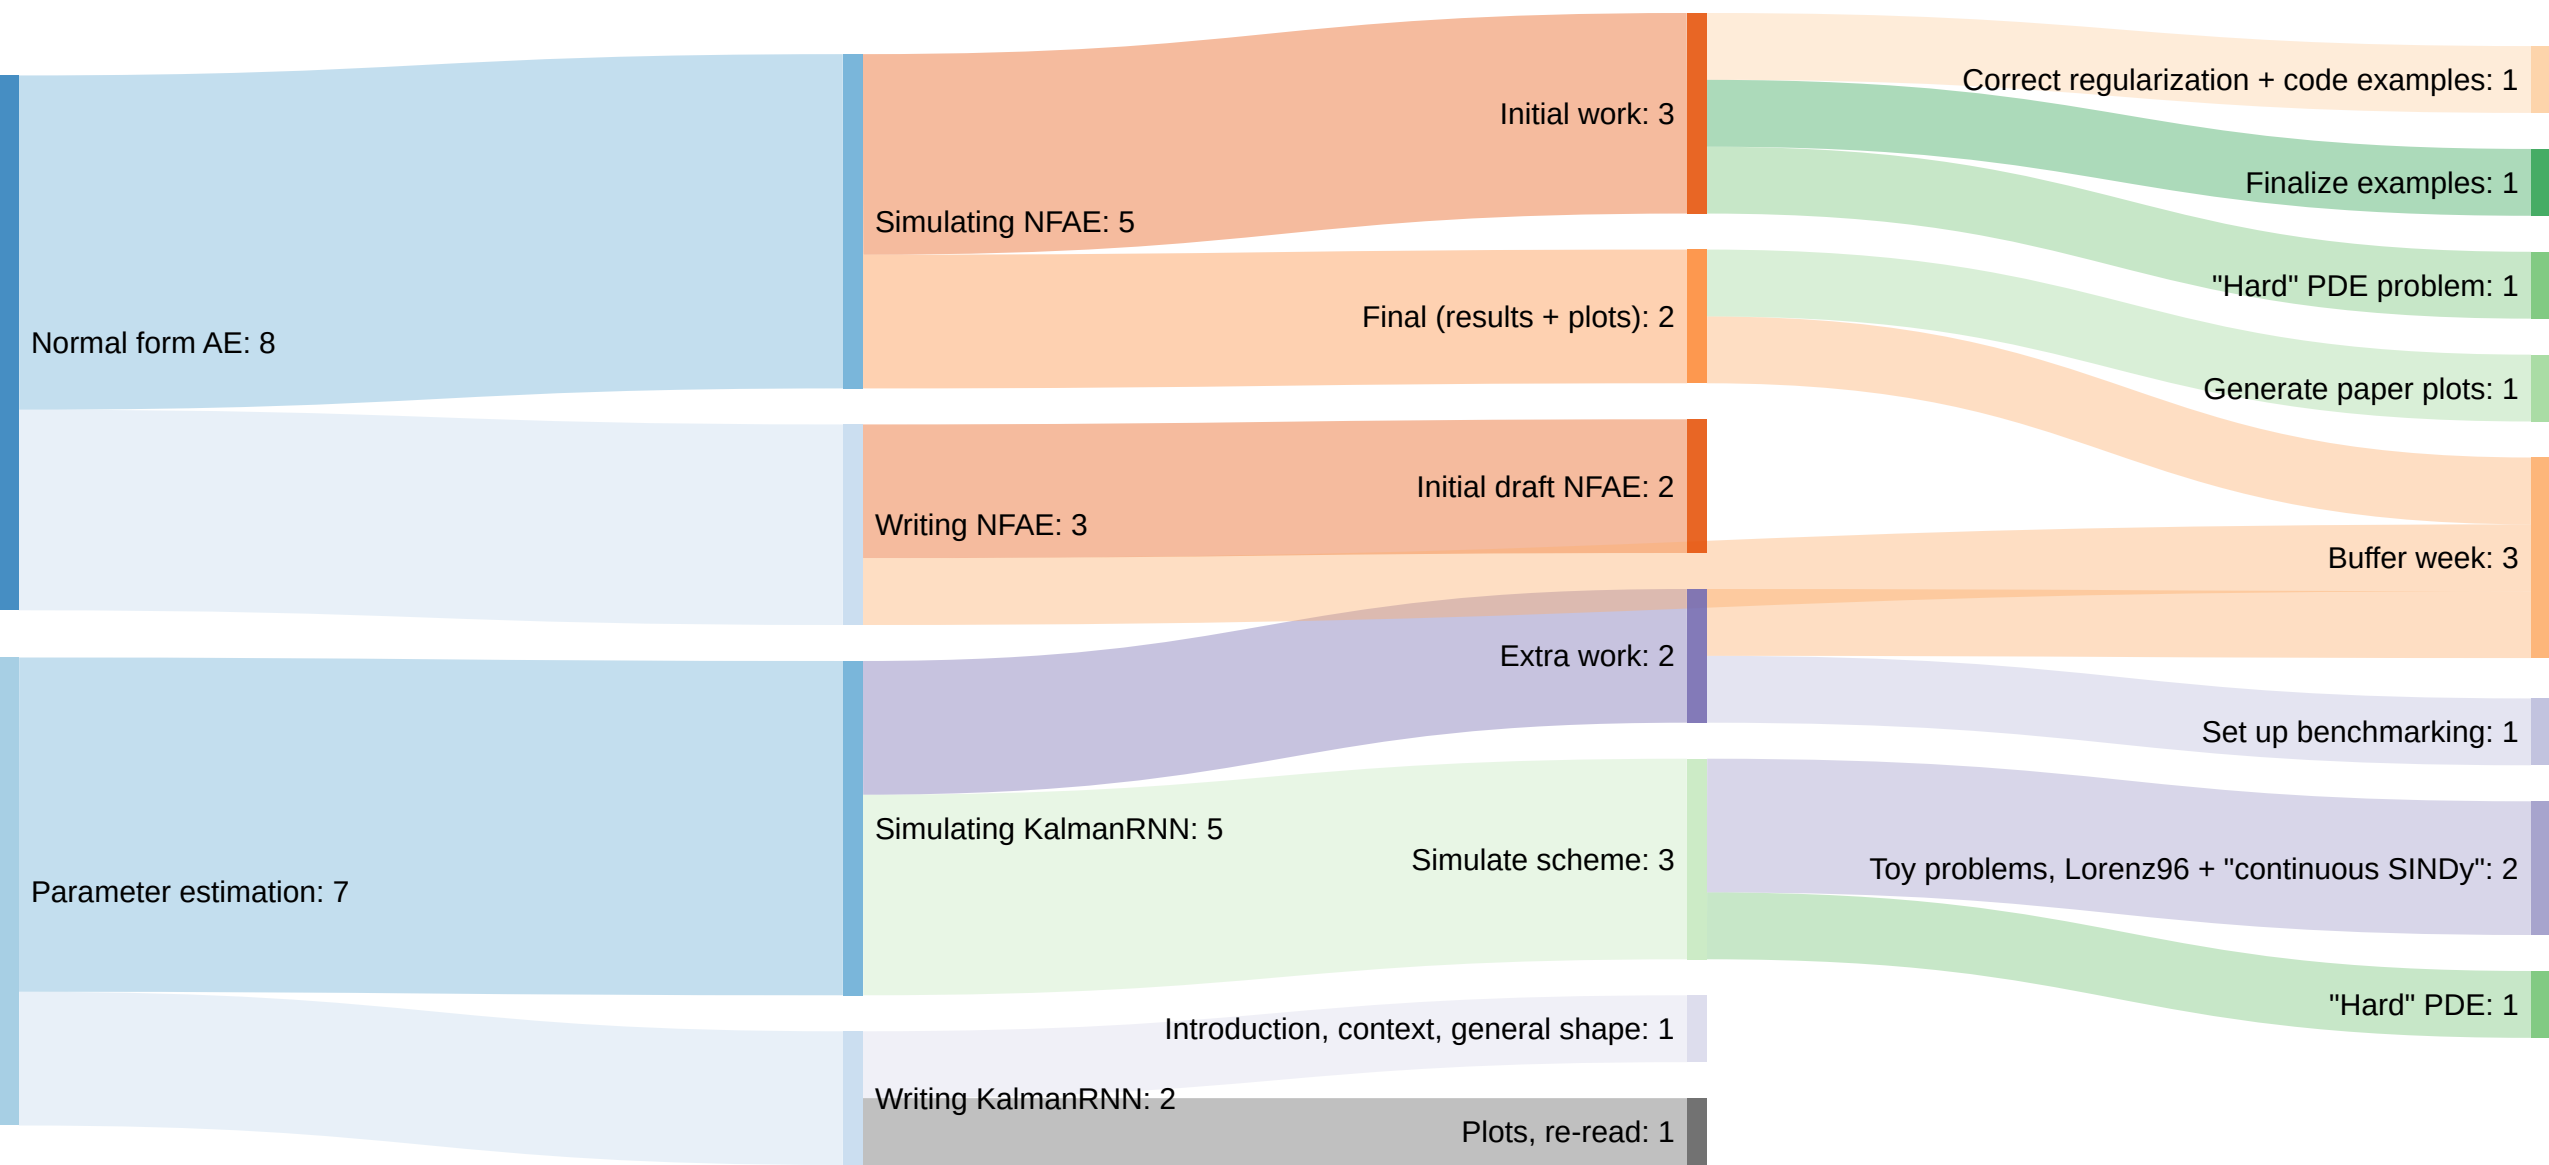 Normal form AE: 8
Parameter estimation: 7
Simulating NFAE: 5
Writing NFAE: 3
Simulating KalmanRNN: 5
Writing KalmanRNN: 2
Initial work: 3
Final (results + plots): 2
Initial draft NFAE: 2
Extra work: 2
Simulate scheme: 3
Introduction, context, general shape: 1
Plots, re-read: 1
Correct regularization + code examples: 1
Finalize examples: 1
"Hard" PDE problem: 1
Generate paper plots: 1
Buffer week: 3
Set up benchmarking: 1
Toy problems, Lorenz96 + "continuous SINDy": 2
"Hard" PDE: 1